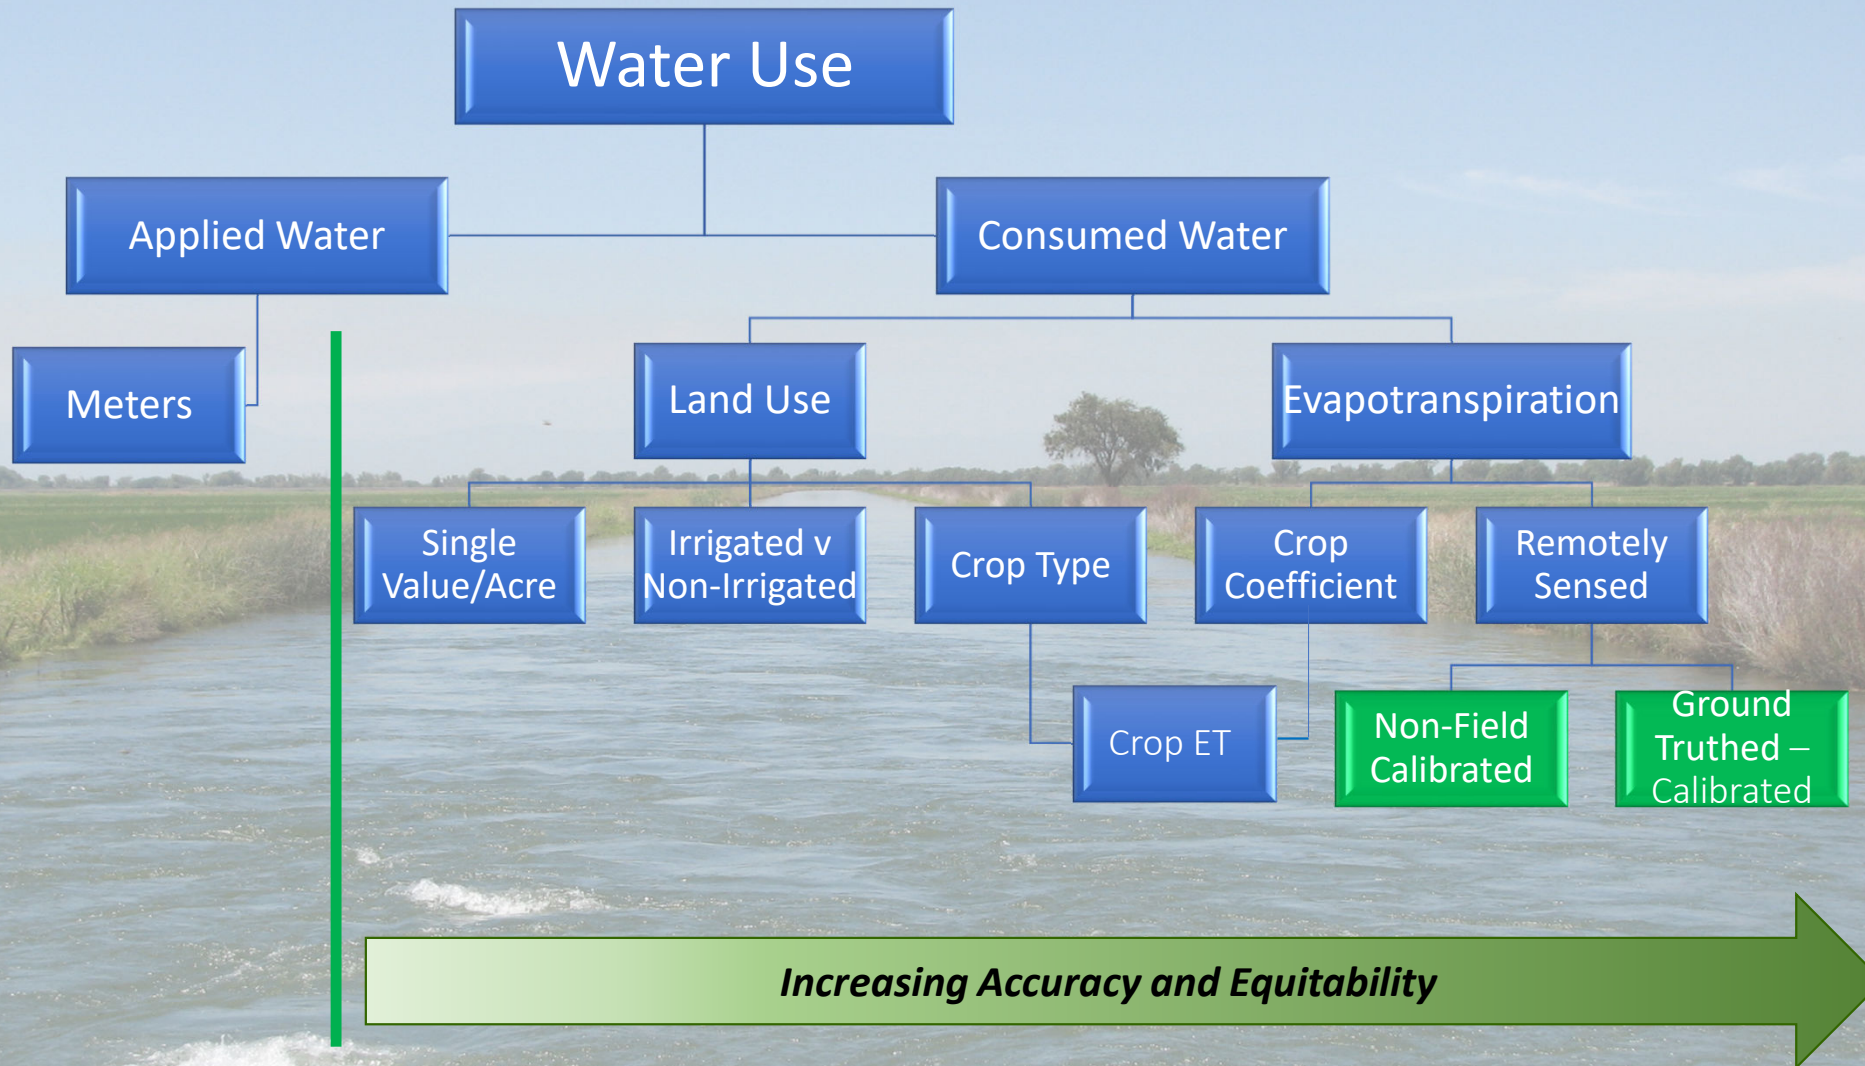 Water Use
Applied Water
Consumed Water
Meters
Land Use
Evapotranspiration
Single
Value/Acre
Irrigated v
Non-Irrigated
Crop Type
Crop
Coefficient
Remotely
Sensed
Crop ET
Non-Field
Calibrated
Ground
Truthed –
Calibrated
Increasing Accuracy and Equitability